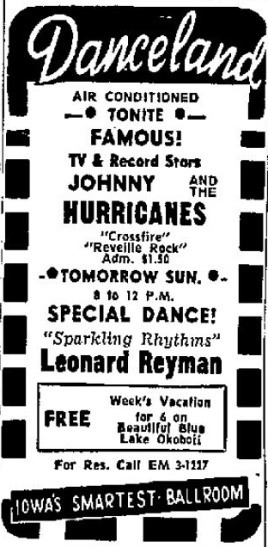 Danceland
AIR CONDITIONED
TONITE
FAMOUS!
TV & Record Stars
JOHNNY AND THE
HURRICANES
"Crossfire"
"Reveille Rock"
Adm. $1.50
TOMORROW SUN.
8 to 12 P.M.
SPECIAL DANCE!
"Sparkling Rhythms"
Leonard Reyman
FREE
Week's Vacation
for 6 on
Beautiful Blue
Lake Okoboji
For Res. Call EM 3-1227
IOWA'S SMARTEST BALLROOM